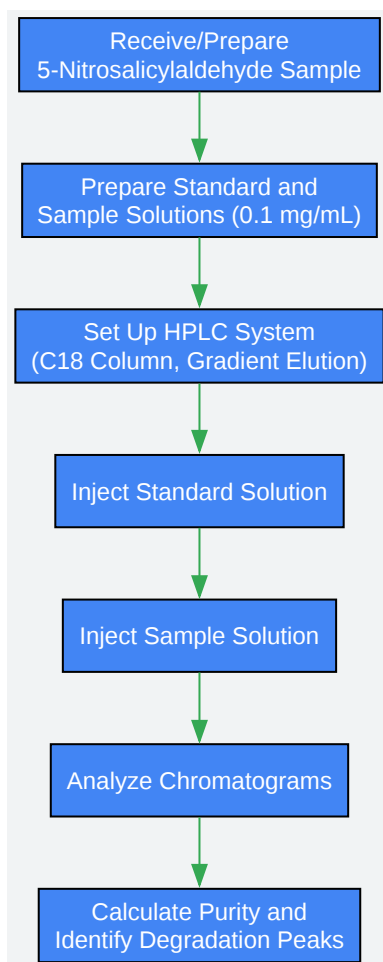 Receive/Prepare
5-Nitrosalicylaldehyde Sample
Prepare Standard and
Sample Solutions (0.1 mg/mL)
Set Up HPLC System
(C18 Column, Gradient Elution)
Inject Standard Solution
Inject Sample Solution
Analyze Chromatograms
Calculate Purity and
Identify Degradation Peaks